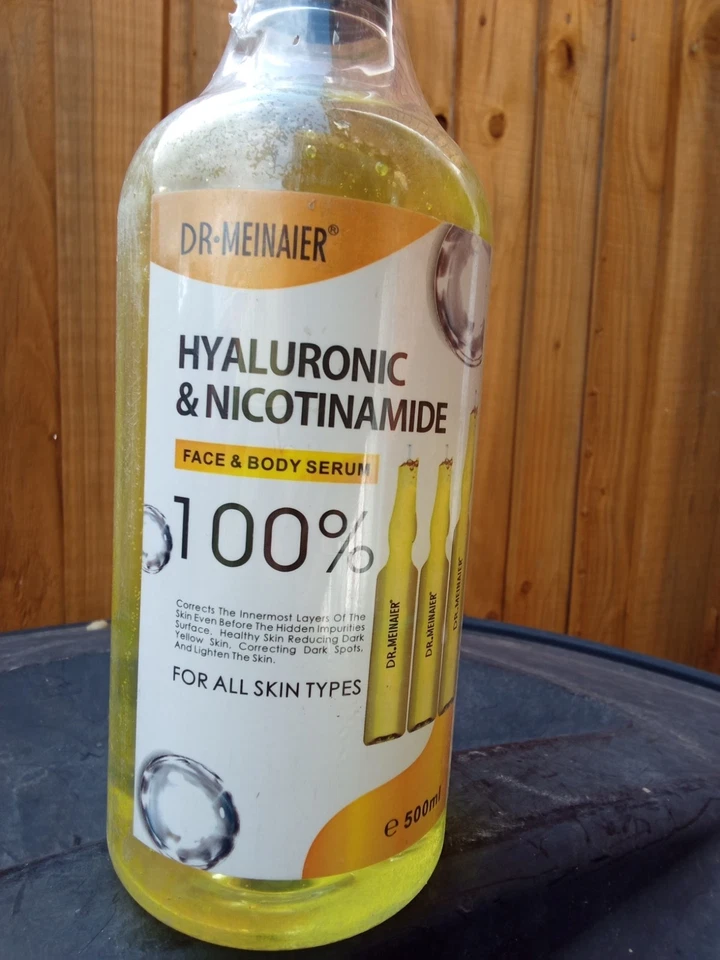 DR·MEINAIER®
HYALURONIC
& NICOTINAMIDE
FACE & BODY SERUM
100%
Corrects The Innermost Layers Of The
Skin Even Before The Hidden Impurities
Surface, Healthy Skin Reducing Dark
Yellow Skin, Correcting Dark Spots,
And Lighten The Skin.
FOR ALL SKIN TYPES
DR.MEINAIER®
DR.MEINAIER®
DR.MEINAIER®
℮ 500ml